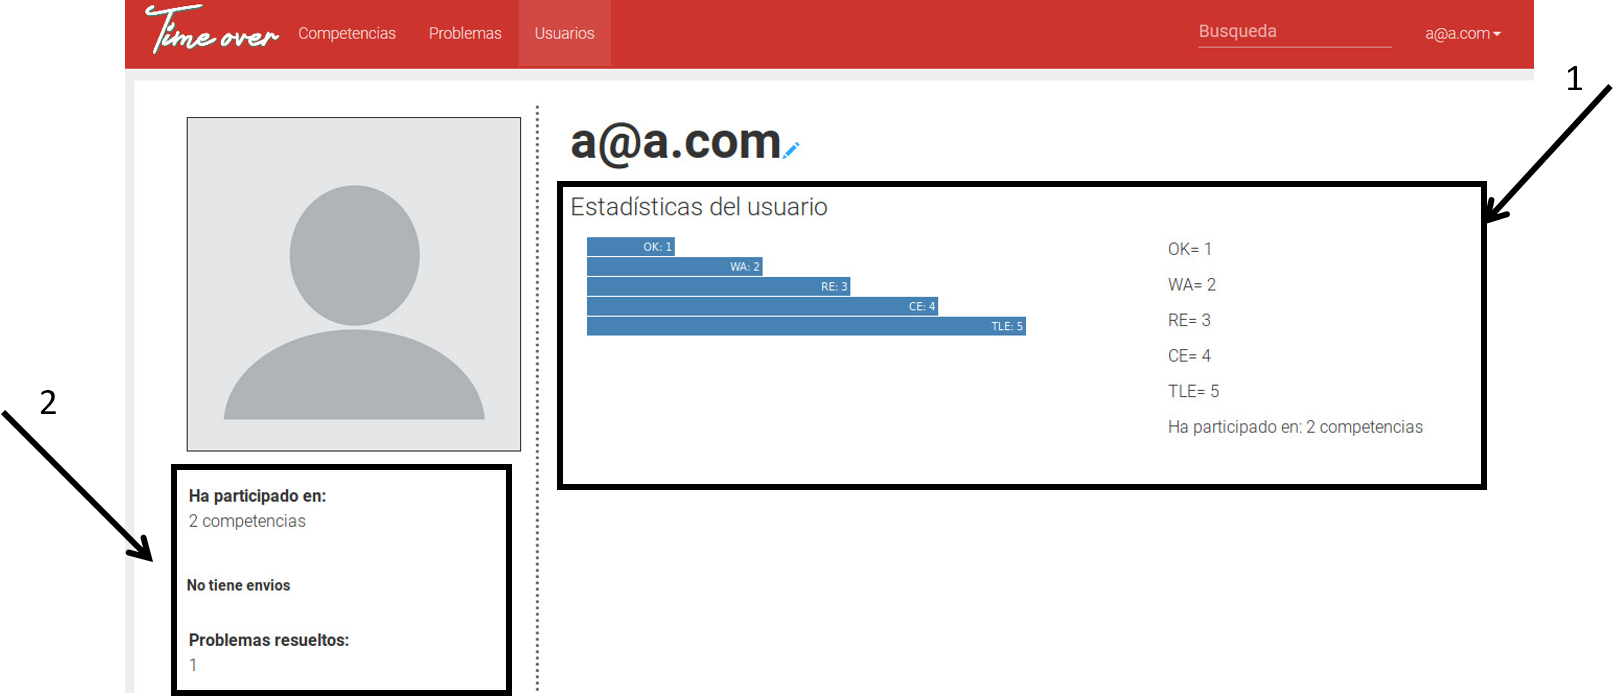 Time over Competencias Problemas Usuarios Busqueda a@a.com
1
a@a.com
Estadísticas del usuario
OK: 1
WA: 2
RE: 3
CE: 4
TLE: 5
OK= 1
WA= 2
RE= 3
CE= 4
TLE= 5
Ha participado en: 2 competencias
2
Ha participado en:
2 competencias
No tiene envios
Problemas resueltos:
1